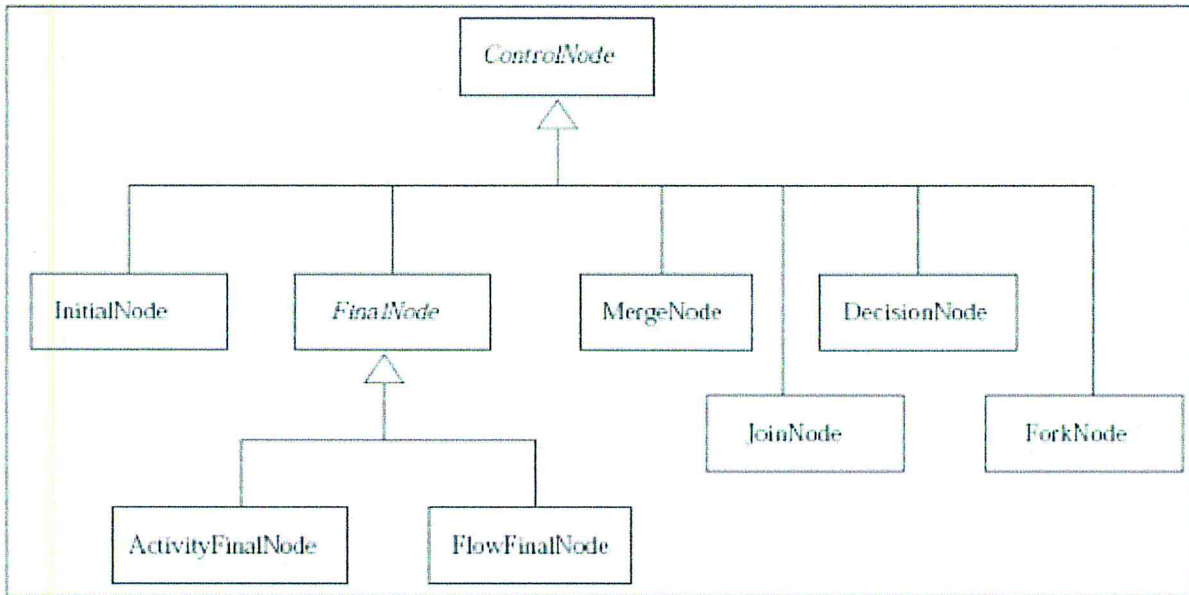 ControlNode
InitialNode
FinalNode
MergeNode
DecisionNode
JoinNode
ForkNode
ActivityFinalNode
FlowFinalNode